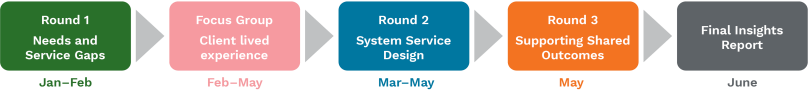 Round 1
Needs and
Service Gaps
Jan–Feb
Focus Group
Client lived
experience
Feb–May
Round 2
System Service
Design
Mar–May
Round 3
Supporting Shared
Outcomes
May
Final Insights
Report
June